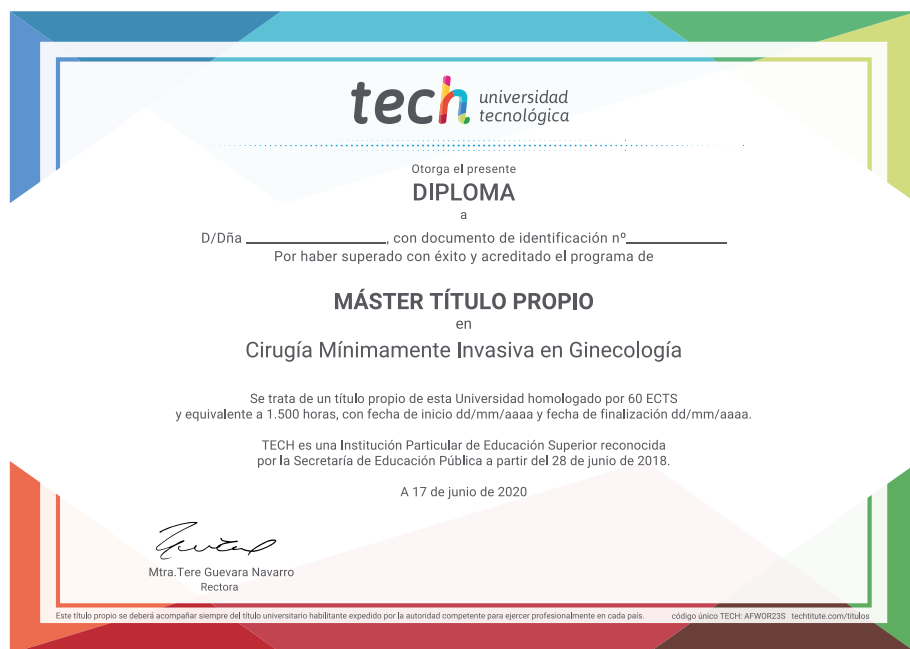 tech universidad
tecnológica
Otorga el presente
DIPLOMA
a
D/Dña ____________________, con documento de identificación nº______________
Por haber superado con éxito y acreditado el programa de
MÁSTER TÍTULO PROPIO
en
Cirugía Mínimamente Invasiva en Ginecología
Se trata de un título propio de esta Universidad homologado por 60 ECTS
y equivalente a 1.500 horas, con fecha de inicio dd/mm/aaaa y fecha de finalización dd/mm/aaaa.
TECH es una Institución Particular de Educación Superior reconocida
por la Secretaría de Educación Pública a partir del 28 de junio de 2018.
A 17 de junio de 2020
Mtra.Tere Guevara Navarro
Rectora
Este título propio se deberá acompañar siempre del título universitario habilitante expedido por la autoridad competente para ejercer profesionalmente en cada país. código único TECH: AFWOR23S techtitute.com/titulos